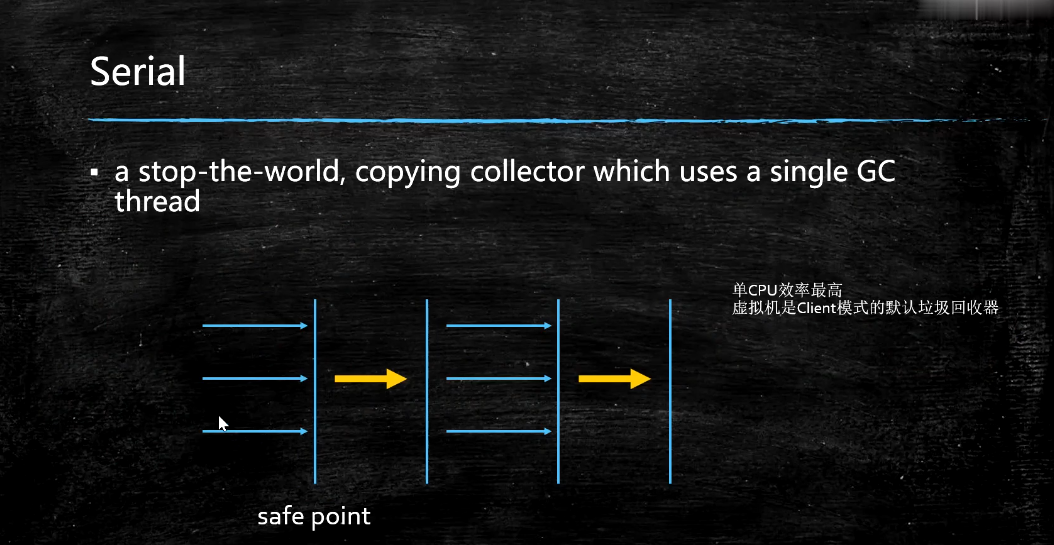 Serial
▪ a stop-the-world, copying collector which uses a single GC
thread
单CPU效率最高
虚拟机是Client模式的默认垃圾回收器
safe point